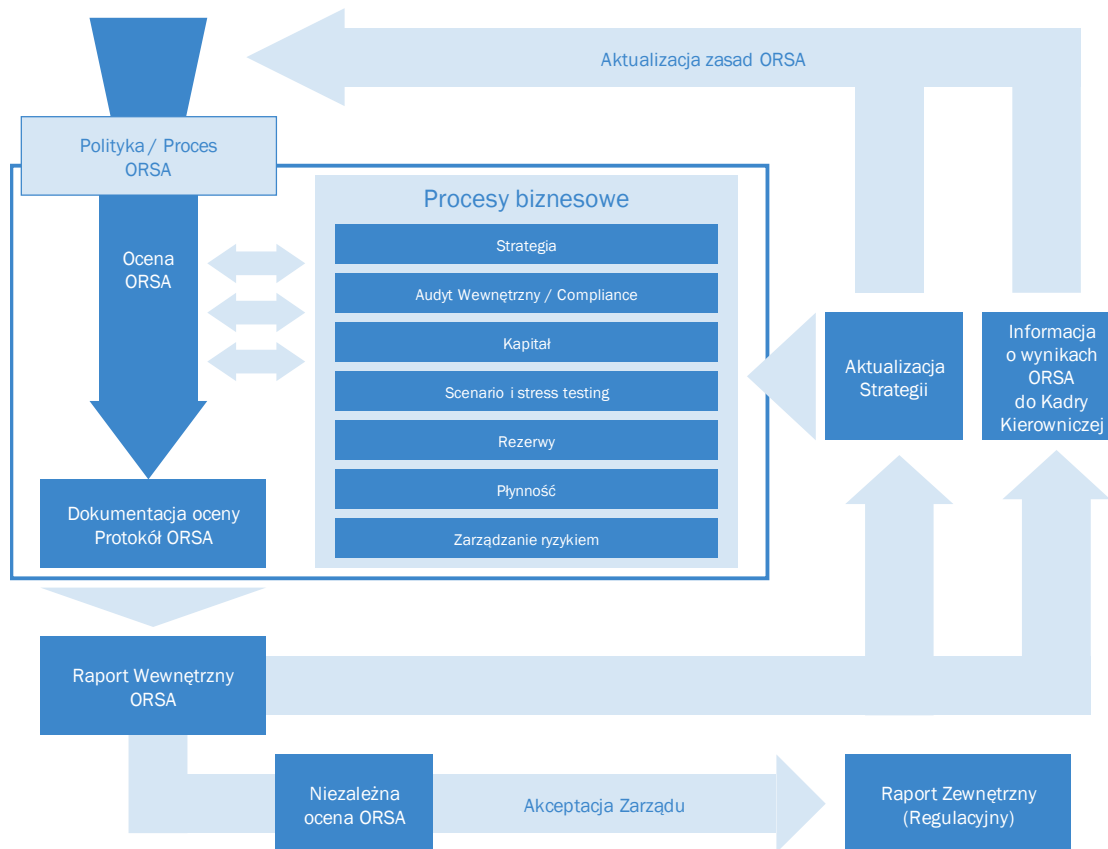 Aktualizacja zasad ORSA
Polityka / Proces
ORSA
Procesy biznesowe
Ocena
ORSA
Strategia
Audyt Wewnętrzny / Compliance
Kapitał
Scenario i stress testing
Rezerwy
Płynność
Zarządzanie ryzykiem
Aktualizacja
Strategii
Informacja
o wynikach
ORSA
do Kadry
Kierowniczej
Dokumentacja oceny
Protokół ORSA
Raport Wewnętrzny
ORSA
Niezależna
ocena ORSA
Akceptacja Zarządu
Raport Zewnętrzny
(Regulacyjny)